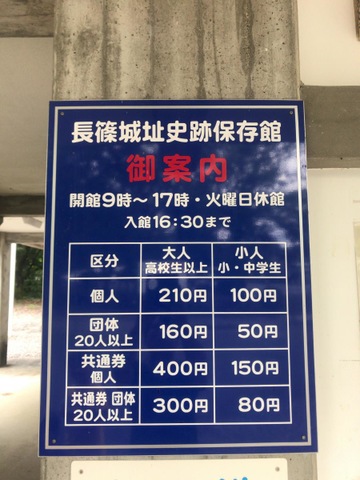 長篠城址史跡保存館
御案内
開館9時～17時・火曜日休館
入館16:30まで
区分 大人 高校生以上 小人 小・中学生
個人 210円 100円
団体 20人以上 160円 50円
共通券 個人 400円 150円
共通券 団体 20人以上 300円 80円